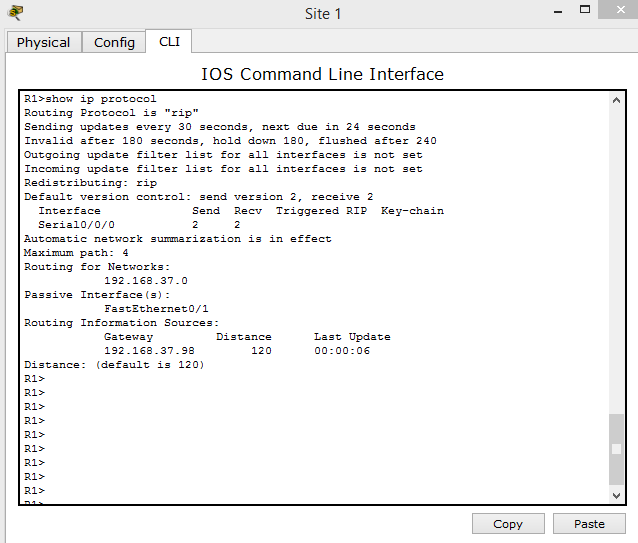 Site 1
Physical Config CLI
IOS Command Line Interface
R1>show ip protocol
Routing Protocol is "rip"
Sending updates every 30 seconds, next due in 24 seconds
Invalid after 180 seconds, hold down 180, flushed after 240
Outgoing update filter list for all interfaces is not set
Incoming update filter list for all interfaces is not set
Redistributing: rip
Default version control: send version 2, receive 2
Interface Send Recv Triggered RIP Key-chain
Serial0/0/0 2 2
Automatic network summarization is in effect
Maximum path: 4
Routing for Networks:
192.168.37.0
Passive Interface(s):
FastEthernet0/1
Routing Information Sources:
Gateway Distance Last Update
192.168.37.98 120 00:00:06
Distance: (default is 120)
R1>
R1>
R1>
R1>
R1>
R1>
R1>
R1>
R1>
R1>
Copy Paste